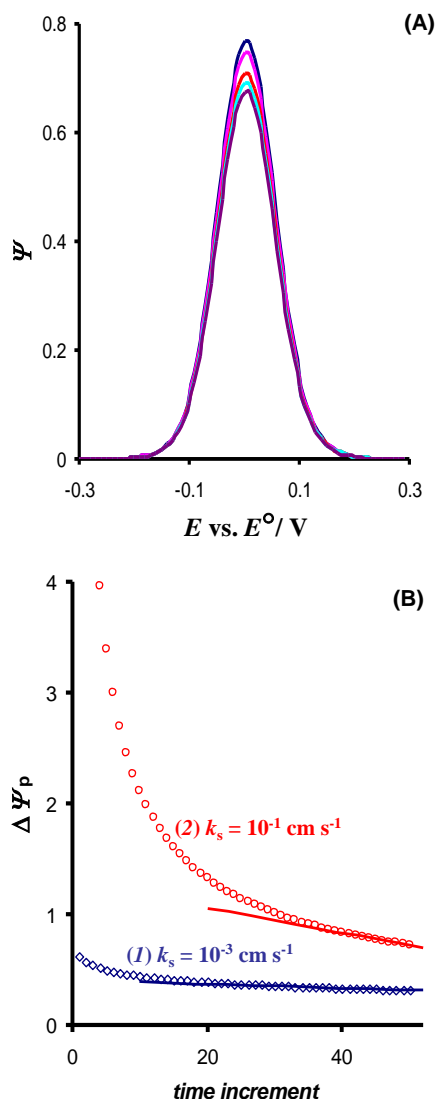 (A)
0.8
0.6
0.4
0.2
0
Ψ
-0.3 -0.1 0.1 0.3
E vs. E°/ V
(B)
4
3
2
1
0
Δ Ψp
(2) ks = 10-1 cm s-1
(1) ks = 10-3 cm s-1
0 20 40
time increment